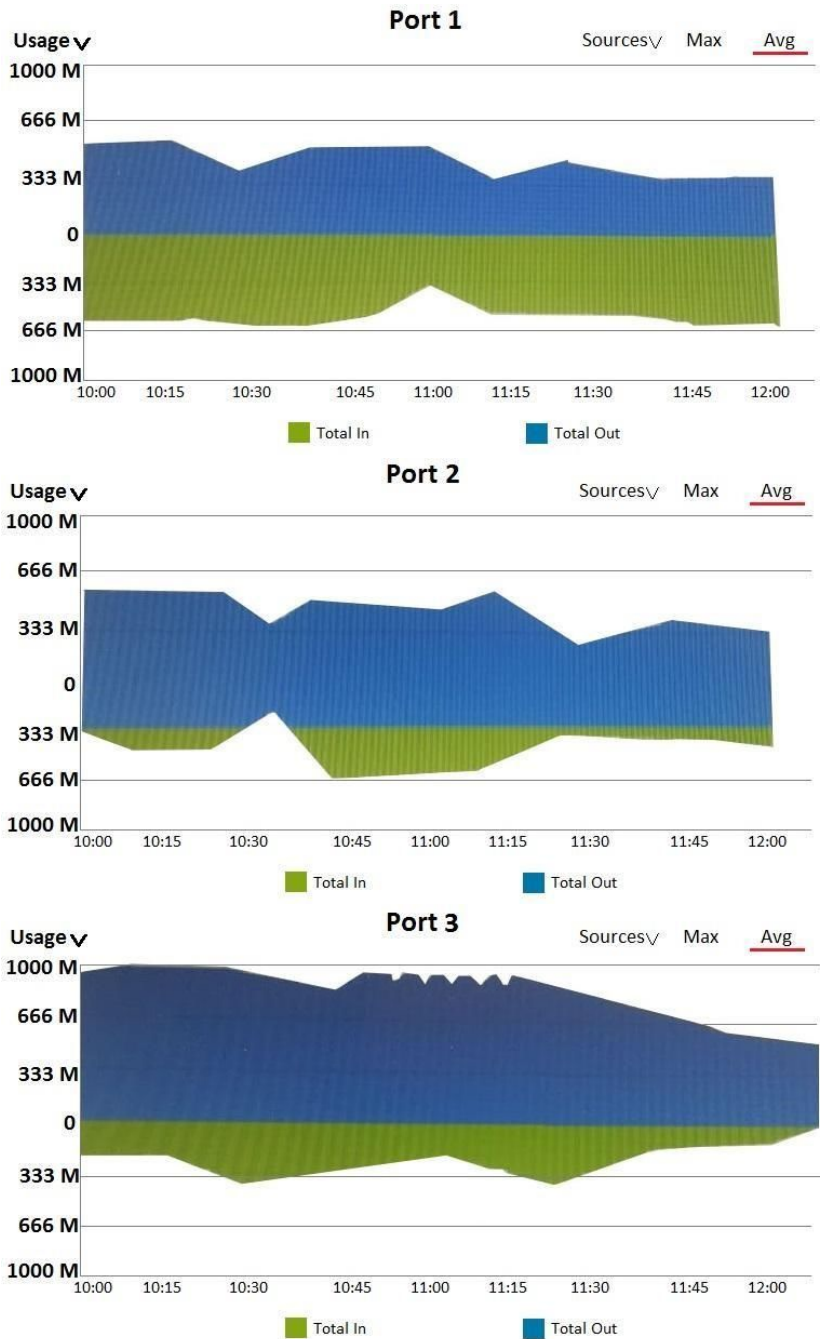 Port 1
Usage Sources Max Avg
1000 M
666 M
333 M
0
333 M
666 M
1000 M
10:00 10:15 10:30 10:45 11:00 11:15 11:30 11:45 12:00
Total In Total Out
Port 2
Usage Sources Max Avg
1000 M
666 M
333 M
0
333 M
666 M
1000 M
10:00 10:15 10:30 10:45 11:00 11:15 11:30 11:45 12:00
Total In Total Out
Port 3
Usage Sources Max Avg
1000 M
666 M
333 M
0
333 M
666 M
1000 M
10:00 10:15 10:30 10:45 11:00 11:15 11:30 11:45 12:00
Total In Total Out